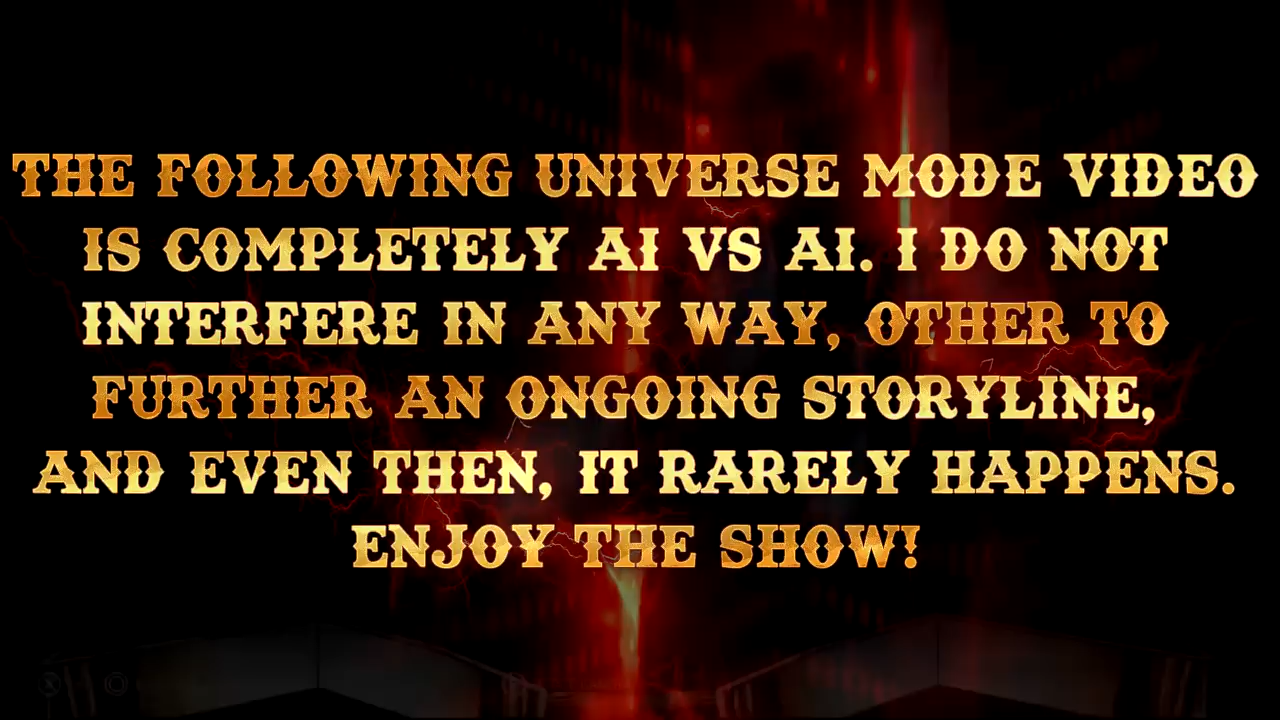 THE FOLLOWING UNIVERSE MODE VIDEO
IS COMPLETELY AI VS AI. I DO NOT
INTERFERE IN ANY WAY, OTHER TO
FURTHER AN ONGOING STORYLINE,
AND EVEN THEN, IT RARELY HAPPENS.
ENJOY THE SHOW!